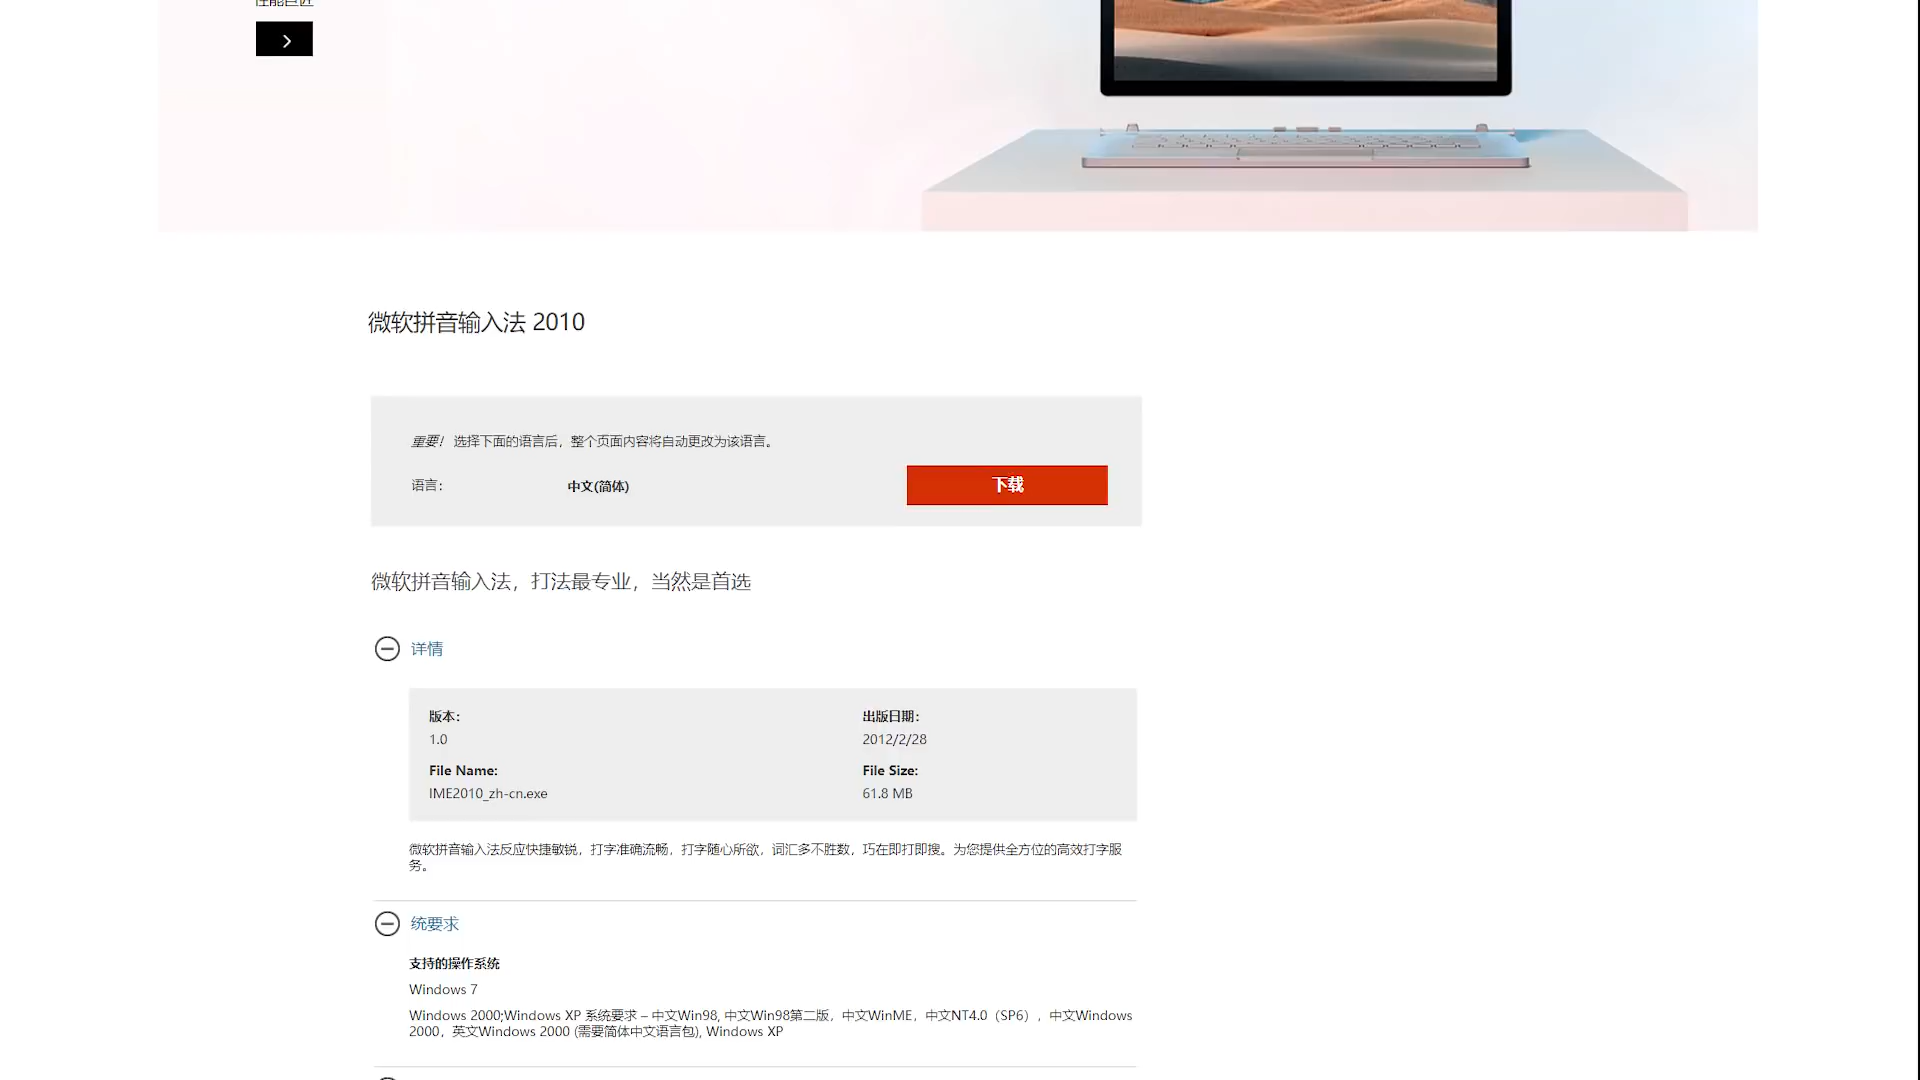 性能巨匠
微软拼音输入法 2010
重要! 选择下面的语言后，整个页面内容将自动更改为该语言。
语言:
中文(简体)
下载
微软拼音输入法，打法最专业，当然是首选
详情
版本:
1.0
出版日期:
2012/2/28
File Name:
IME2010_zh-cn.exe
File Size:
61.8 MB
微软拼音输入法反应快捷敏锐，打字准确流畅，打字随心所欲，词汇多不胜数，巧在即打即搜。为您提供全方位的高效打字服
务。
统要求
支持的操作系统
Windows 7
Windows 2000;Windows XP 系统要求 – 中文Win98, 中文Win98第二版，中文WinME，中文NT4.0（SP6），中文Windows
2000，英文Windows 2000 (需要简体中文语言包), Windows XP